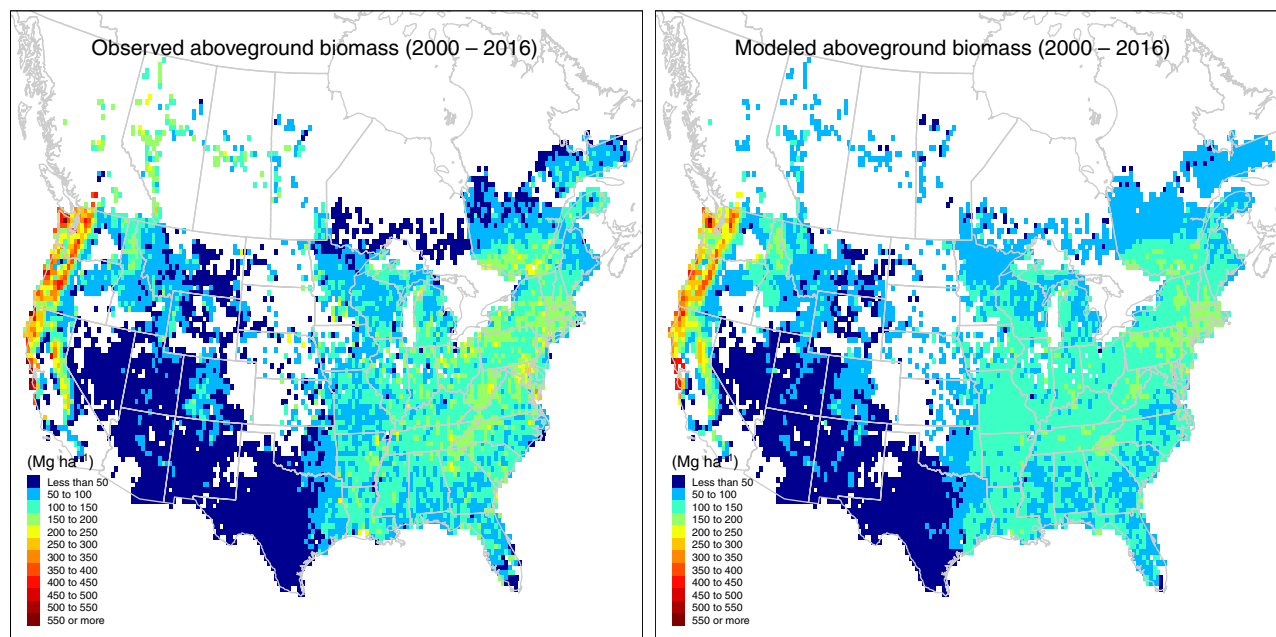 Observed aboveground biomass (2000 – 2016)
(Mg ha⁻¹)
Less than 50
50 to 100
100 to 150
150 to 200
200 to 250
250 to 300
300 to 350
350 to 400
400 to 450
450 to 500
500 to 550
550 or more
Modeled aboveground biomass (2000 – 2016)
(Mg ha⁻¹)
Less than 50
50 to 100
100 to 150
150 to 200
200 to 250
250 to 300
300 to 350
350 to 400
400 to 450
450 to 500
500 to 550
550 or more